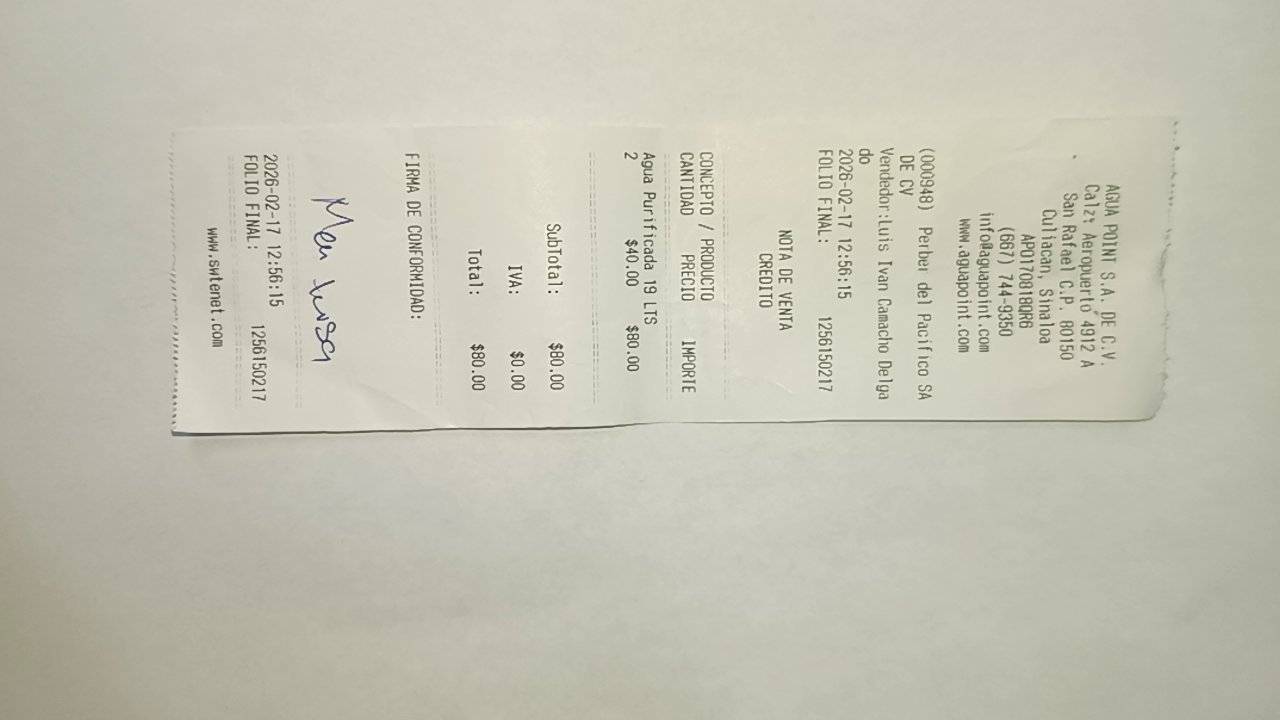 AGUA POINT S.A. DE C.V.
Calz. Aeropuerto 4912 A
San Rafael C.P. 80150
Culiacan, Sinaloa
APO170818QR6
(667) 744-9350
info@aguapoint.com
www.aguapoint.com
(000948) Perber del Pacifico SA
DE CV
Vendedor:Luis Ivan Camacho Delga
do
2026-02-17 12:56:15
FOLIO FINAL: 1256150217
NOTA DE VENTA
CREDITO
CONCEPTO / PRODUCTO
CANTIDAD PRECIO IMPORTE
Agua Purificada 19 LTS
2 $40.00 $80.00
SubTotal: $80.00
IVA: $0.00
Total: $80.00
FIRMA DE CONFORMIDAD:
2026-02-17 12:56:15
FOLIO FINAL: 1256150217
www.swtenet.com